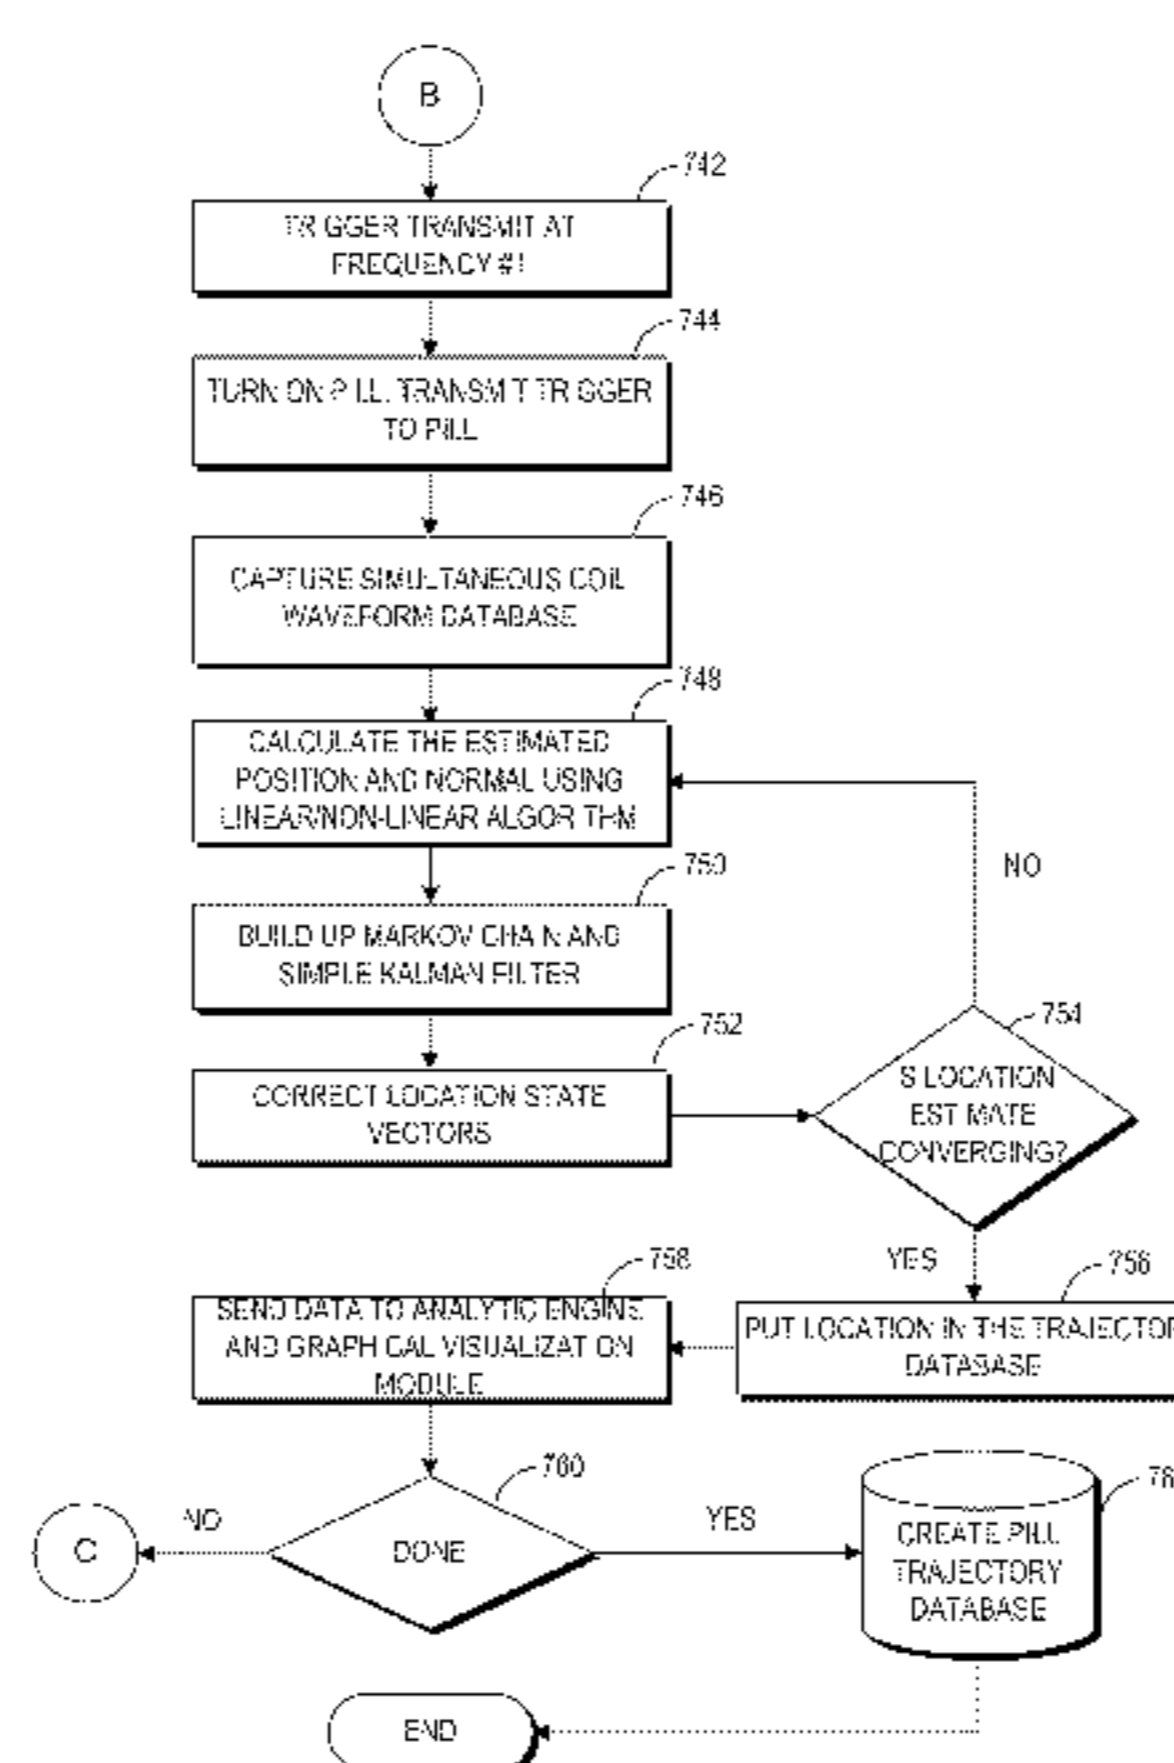 B
742
TRIGGER TRANSMIT AT
FREQUENCY #1
744
TURN ON PILL. TRANSMIT TRIGGER
TO PILL
746
CAPTURE SIMULTANEOUS COIL
WAVEFORM DATABASE
748
CALCULATE THE ESTIMATED
POSITION AND NORMAL USING
LINEAR/NON-LINEAR ALGORITHM
NO
750
BUILD UP MARKOV CHAIN AND
SIMPLE KALMAN FILTER
752
CORRECT LOCATION STATE
VECTORS
754
IS LOCATION
ESTIMATE
CONVERGING?
YES
756
PUT LOCATION IN THE TRAJECTOR
DATABASE
758
SEND DATA TO ANALYTIC ENGINE
AND GRAPHICAL VISUALIZATION
MODULE
760
DONE
NO
C
YES
76
CREATE PILL
TRAJECTORY
DATABASE
END